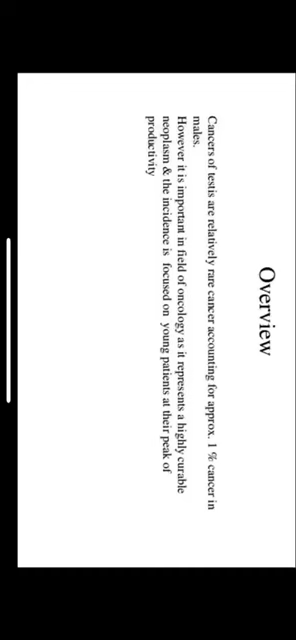 Overview
Cancers of testis are relatively rare cancer accounting for approx. 1 % cancer in
males.
However it is important in field of oncology as it represents a highly curable
neoplasm & the incidence is focused on young patients at their peak of
productivity